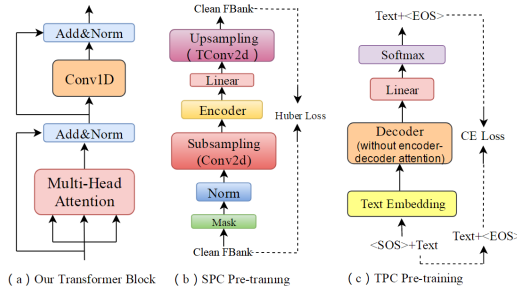 Add&Norm
Conv1D
Add&Norm
Multi-Head
Attention
(a) Our Transformer Block
Clean FBank
Upsampling
(TConv2d)
Linear
Encoder
Subsampling
(Conv2d)
Norm
Mask
Clean FBank
Huber Loss
(b) SPC Pre-training
Text+<EOS>
Softmax
Linear
Decoder
(without encoder-
decoder attention)
Text Embedding
<SOS>+Text
CE Loss
Text+<EOS>
(c) TPC Pre-training